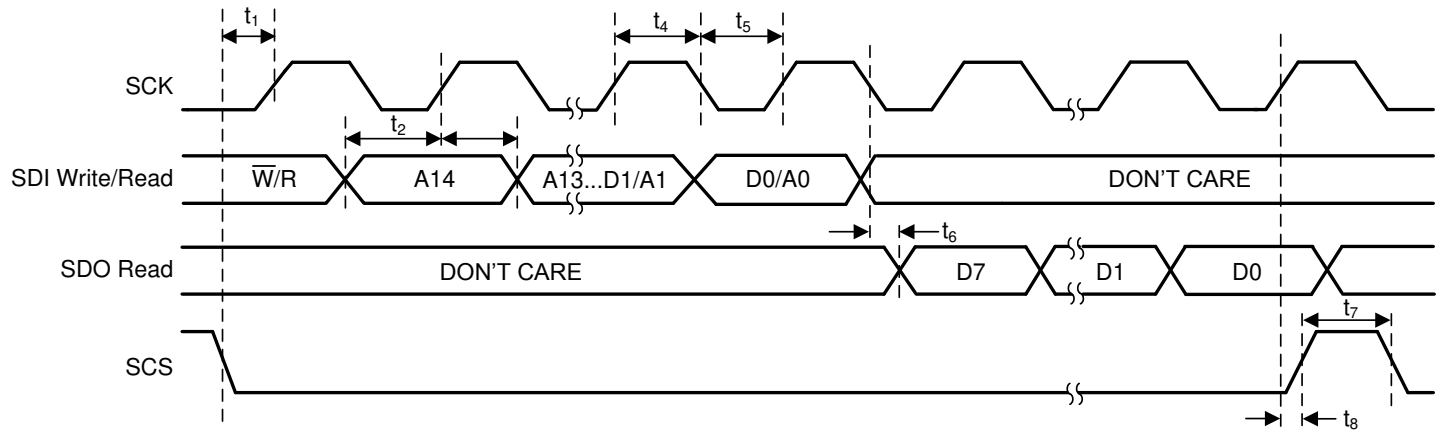 t1
t4
t5
SCK
t2
SDI Write/Read
W/R
A14
A13...D1/A1
D0/A0
DON'T CARE
t6
SDO Read
DON'T CARE
D7
D1
D0
t7
SCS
t8